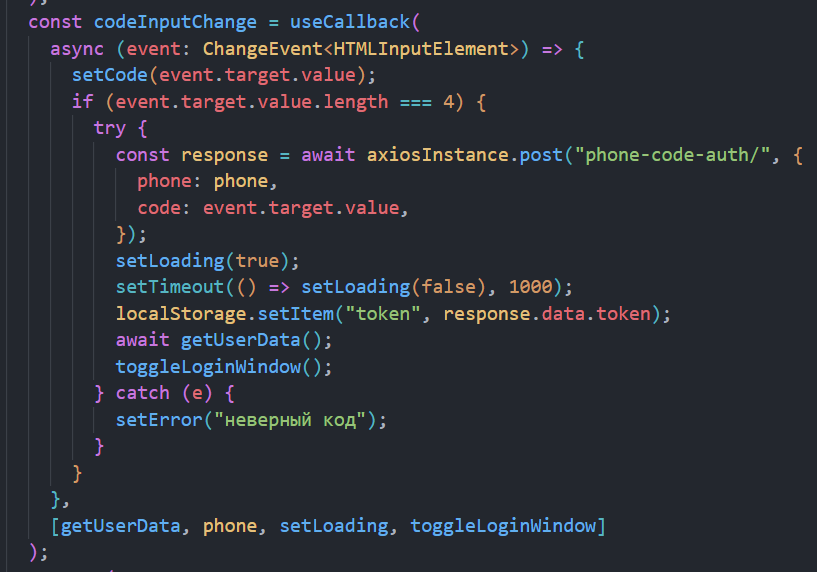 const codeInputChange = useCallback(
async (event: ChangeEvent<HTMLInputElement>) => {
setCode(event.target.value);
if (event.target.value.length === 4) {
try {
const response = await axiosInstance.post("phone-code-auth/", {
phone: phone,
code: event.target.value,
});
setLoading(true);
setTimeout(() => setLoading(false), 1000);
localStorage.setItem("token", response.data.token);
await getUserData();
toggleLoginWindow();
} catch (e) {
setError("неверный код");
}
}
},
[getUserData, phone, setLoading, toggleLoginWindow]
);